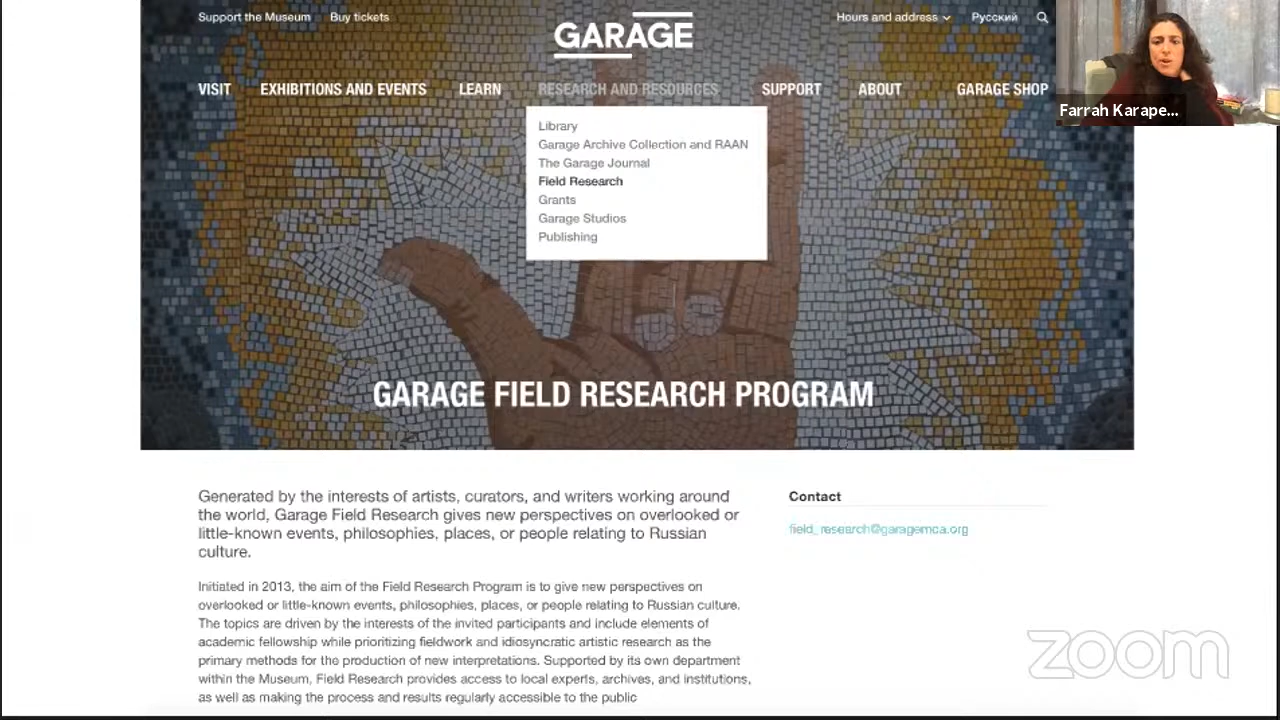 Support the Museum
Buy tickets
GARAGE
Hours and address
Русский
VISIT
EXHIBITIONS AND EVENTS
LEARN
RESEARCH AND RESOURCES
SUPPORT
ABOUT
GARAGE SHOP
Farrah Karape...
Library
Garage Archive Collection and RAAN
The Garage Journal
Field Research
Grants
Garage Studios
Publishing
GARAGE FIELD RESEARCH PROGRAM
Generated by the interests of artists, curators, and writers working around
the world, Garage Field Research gives new perspectives on overlooked or
little-known events, philosophies, places, or people relating to Russian
culture.
Initiated in 2013, the aim of the Field Research Program is to give new perspectives on
overlooked or little-known events, philosophies, places, or people relating to Russian culture.
The topics are driven by the interests of the invited participants and include elements of
academic fellowship while prioritizing fieldwork and idiosyncratic artistic research as the
primary methods for the production of new interpretations. Supported by its own department
within the Museum, Field Research provides access to local experts, archives, and institutions,
as well as making the process and results regularly accessible to the public
Contact
field_research@garagemca.org
zoom